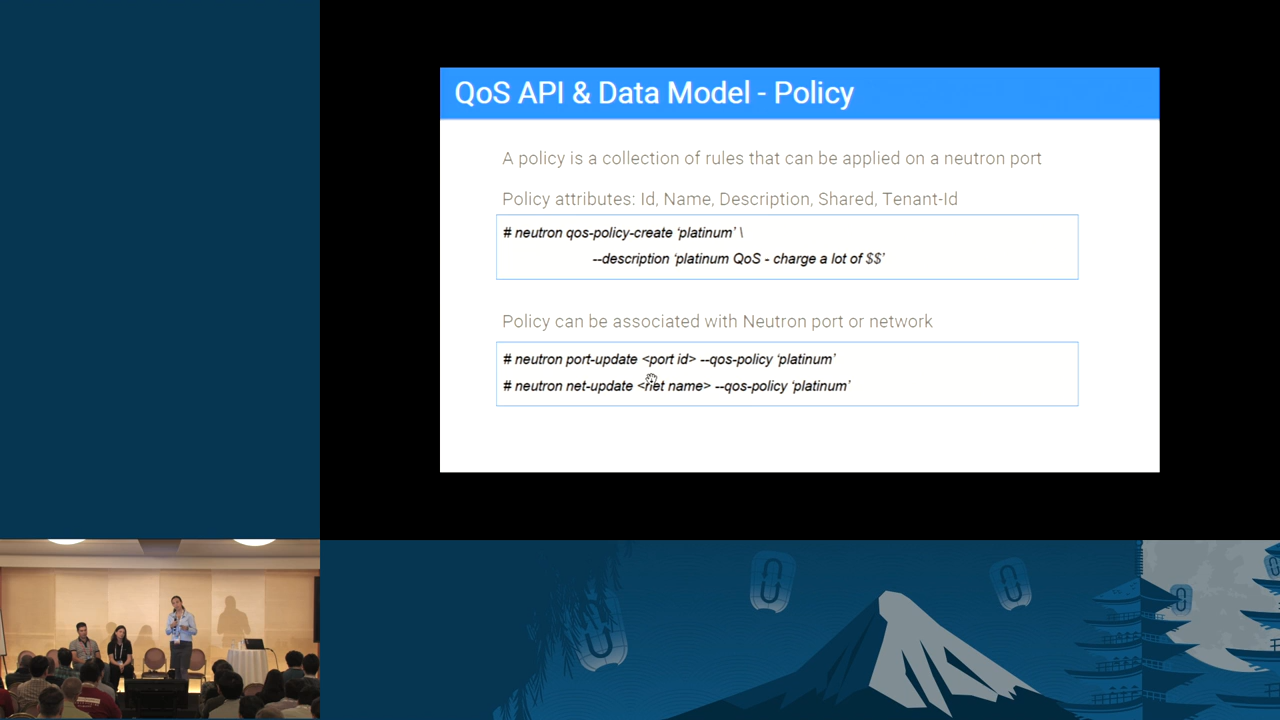 QoS API & Data Model - Policy
A policy is a collection of rules that can be applied on a neutron port
Policy attributes: Id, Name, Description, Shared, Tenant-Id
# neutron qos-policy-create ‘platinum’ \
--description ‘platinum QoS - charge a lot of $$’
Policy can be associated with Neutron port or network
# neutron port-update <port id> --qos-policy ‘platinum’
# neutron net-update <net name> --qos-policy ‘platinum’